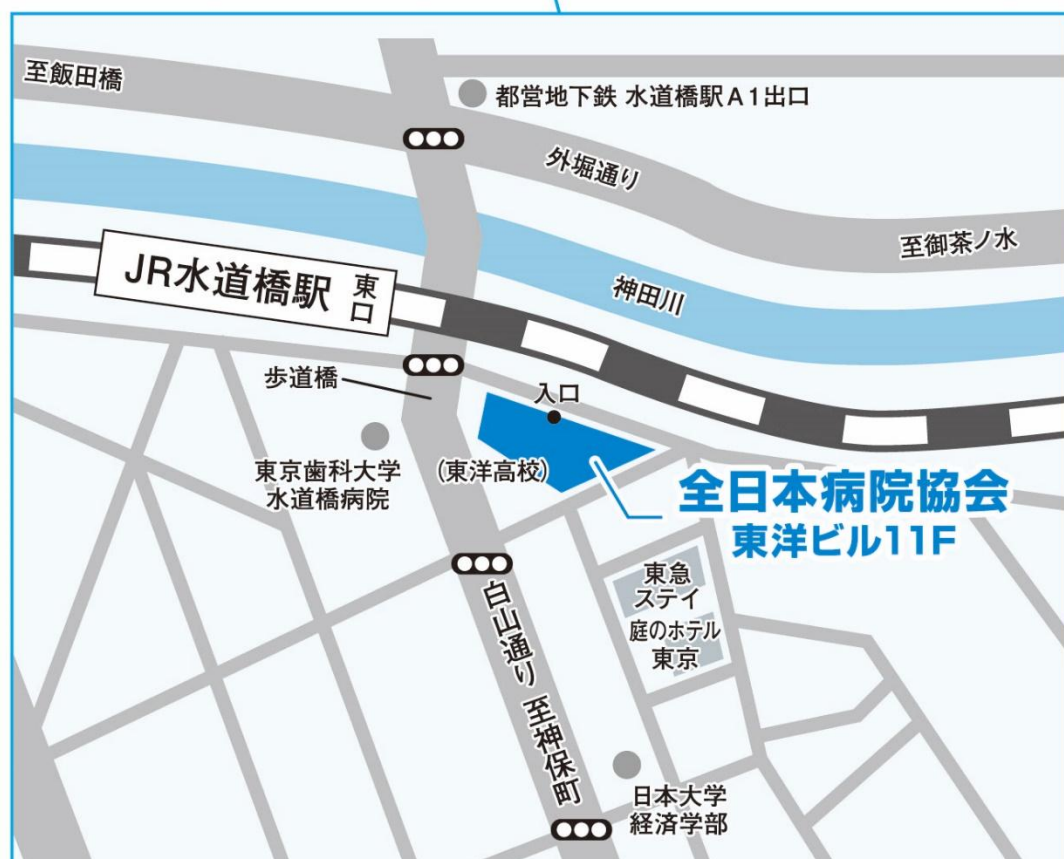 至飯田橋
都営地下鉄 水道橋駅A1出口
外堀通り
至御茶ノ水
JR水道橋駅
東口
神田川
歩道橋
入口
東京歯科大学
水道橋病院
(東洋高校)
全日本病院協会
東洋ビル11F
東急
ステイ
庭のホテル
東京
白山通り 至神保町
日本大学
経済学部